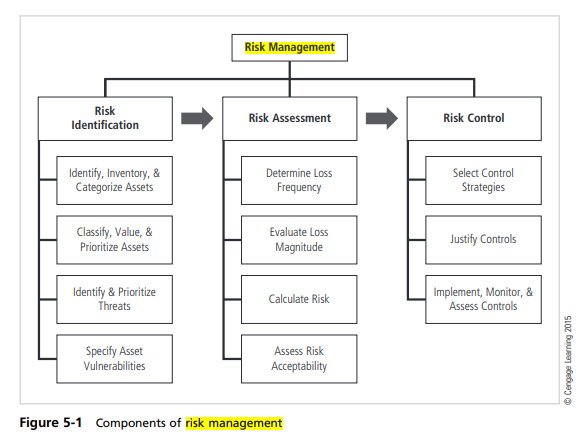 Risk Management
Risk
Identification
Risk Assessment
Risk Control
Identify, Inventory, &
Categorize Assets
Classify, Value, &
Prioritize Assets
Identify & Prioritize
Threats
Specify Asset
Vulnerabilities
Determine Loss
Frequency
Evaluate Loss
Magnitude
Calculate Risk
Assess Risk
Acceptability
Select Control
Strategies
Justify Controls
Implement, Monitor, &
Assess Controls
© Cengage Learning 2015
Figure 5-1 Components of risk management